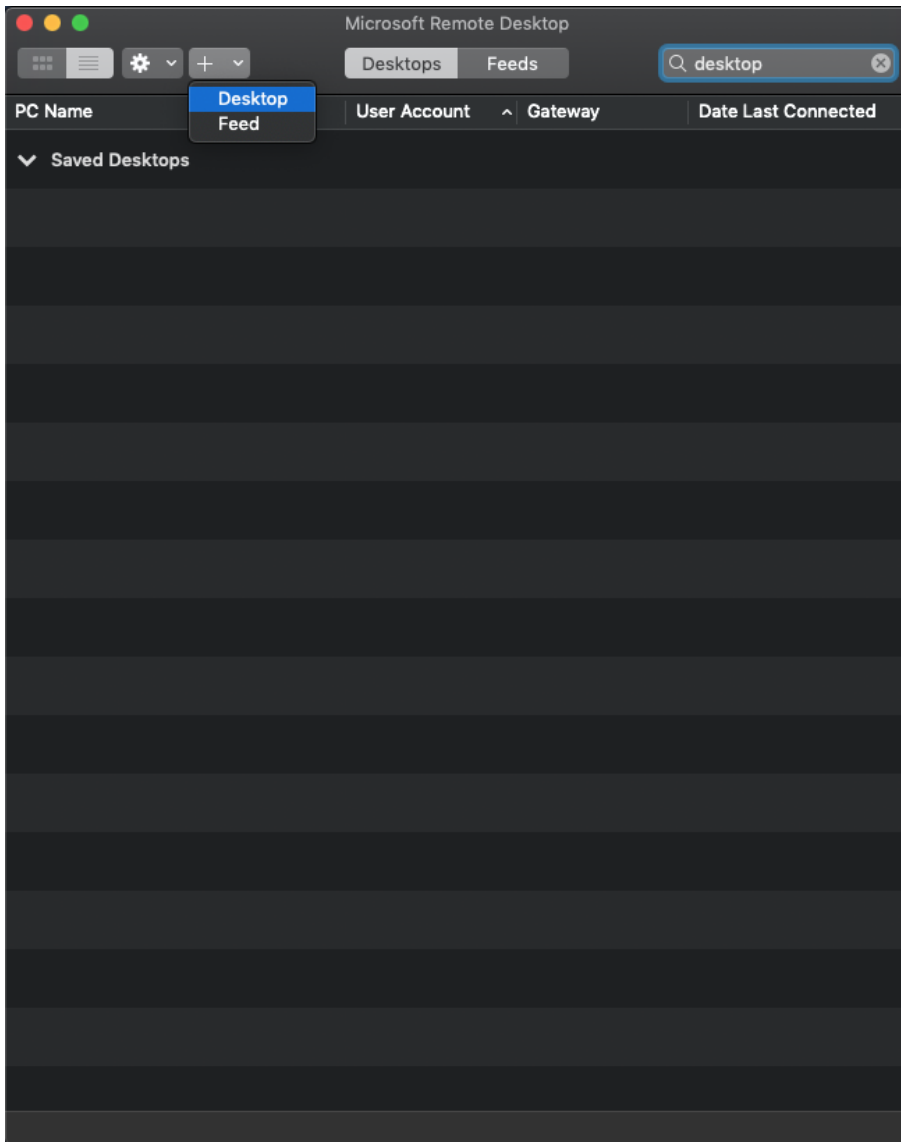 Microsoft Remote Desktop
Desktops Feeds desktop
Desktop
Feed
PC Name User Account Gateway Date Last Connected
Saved Desktops